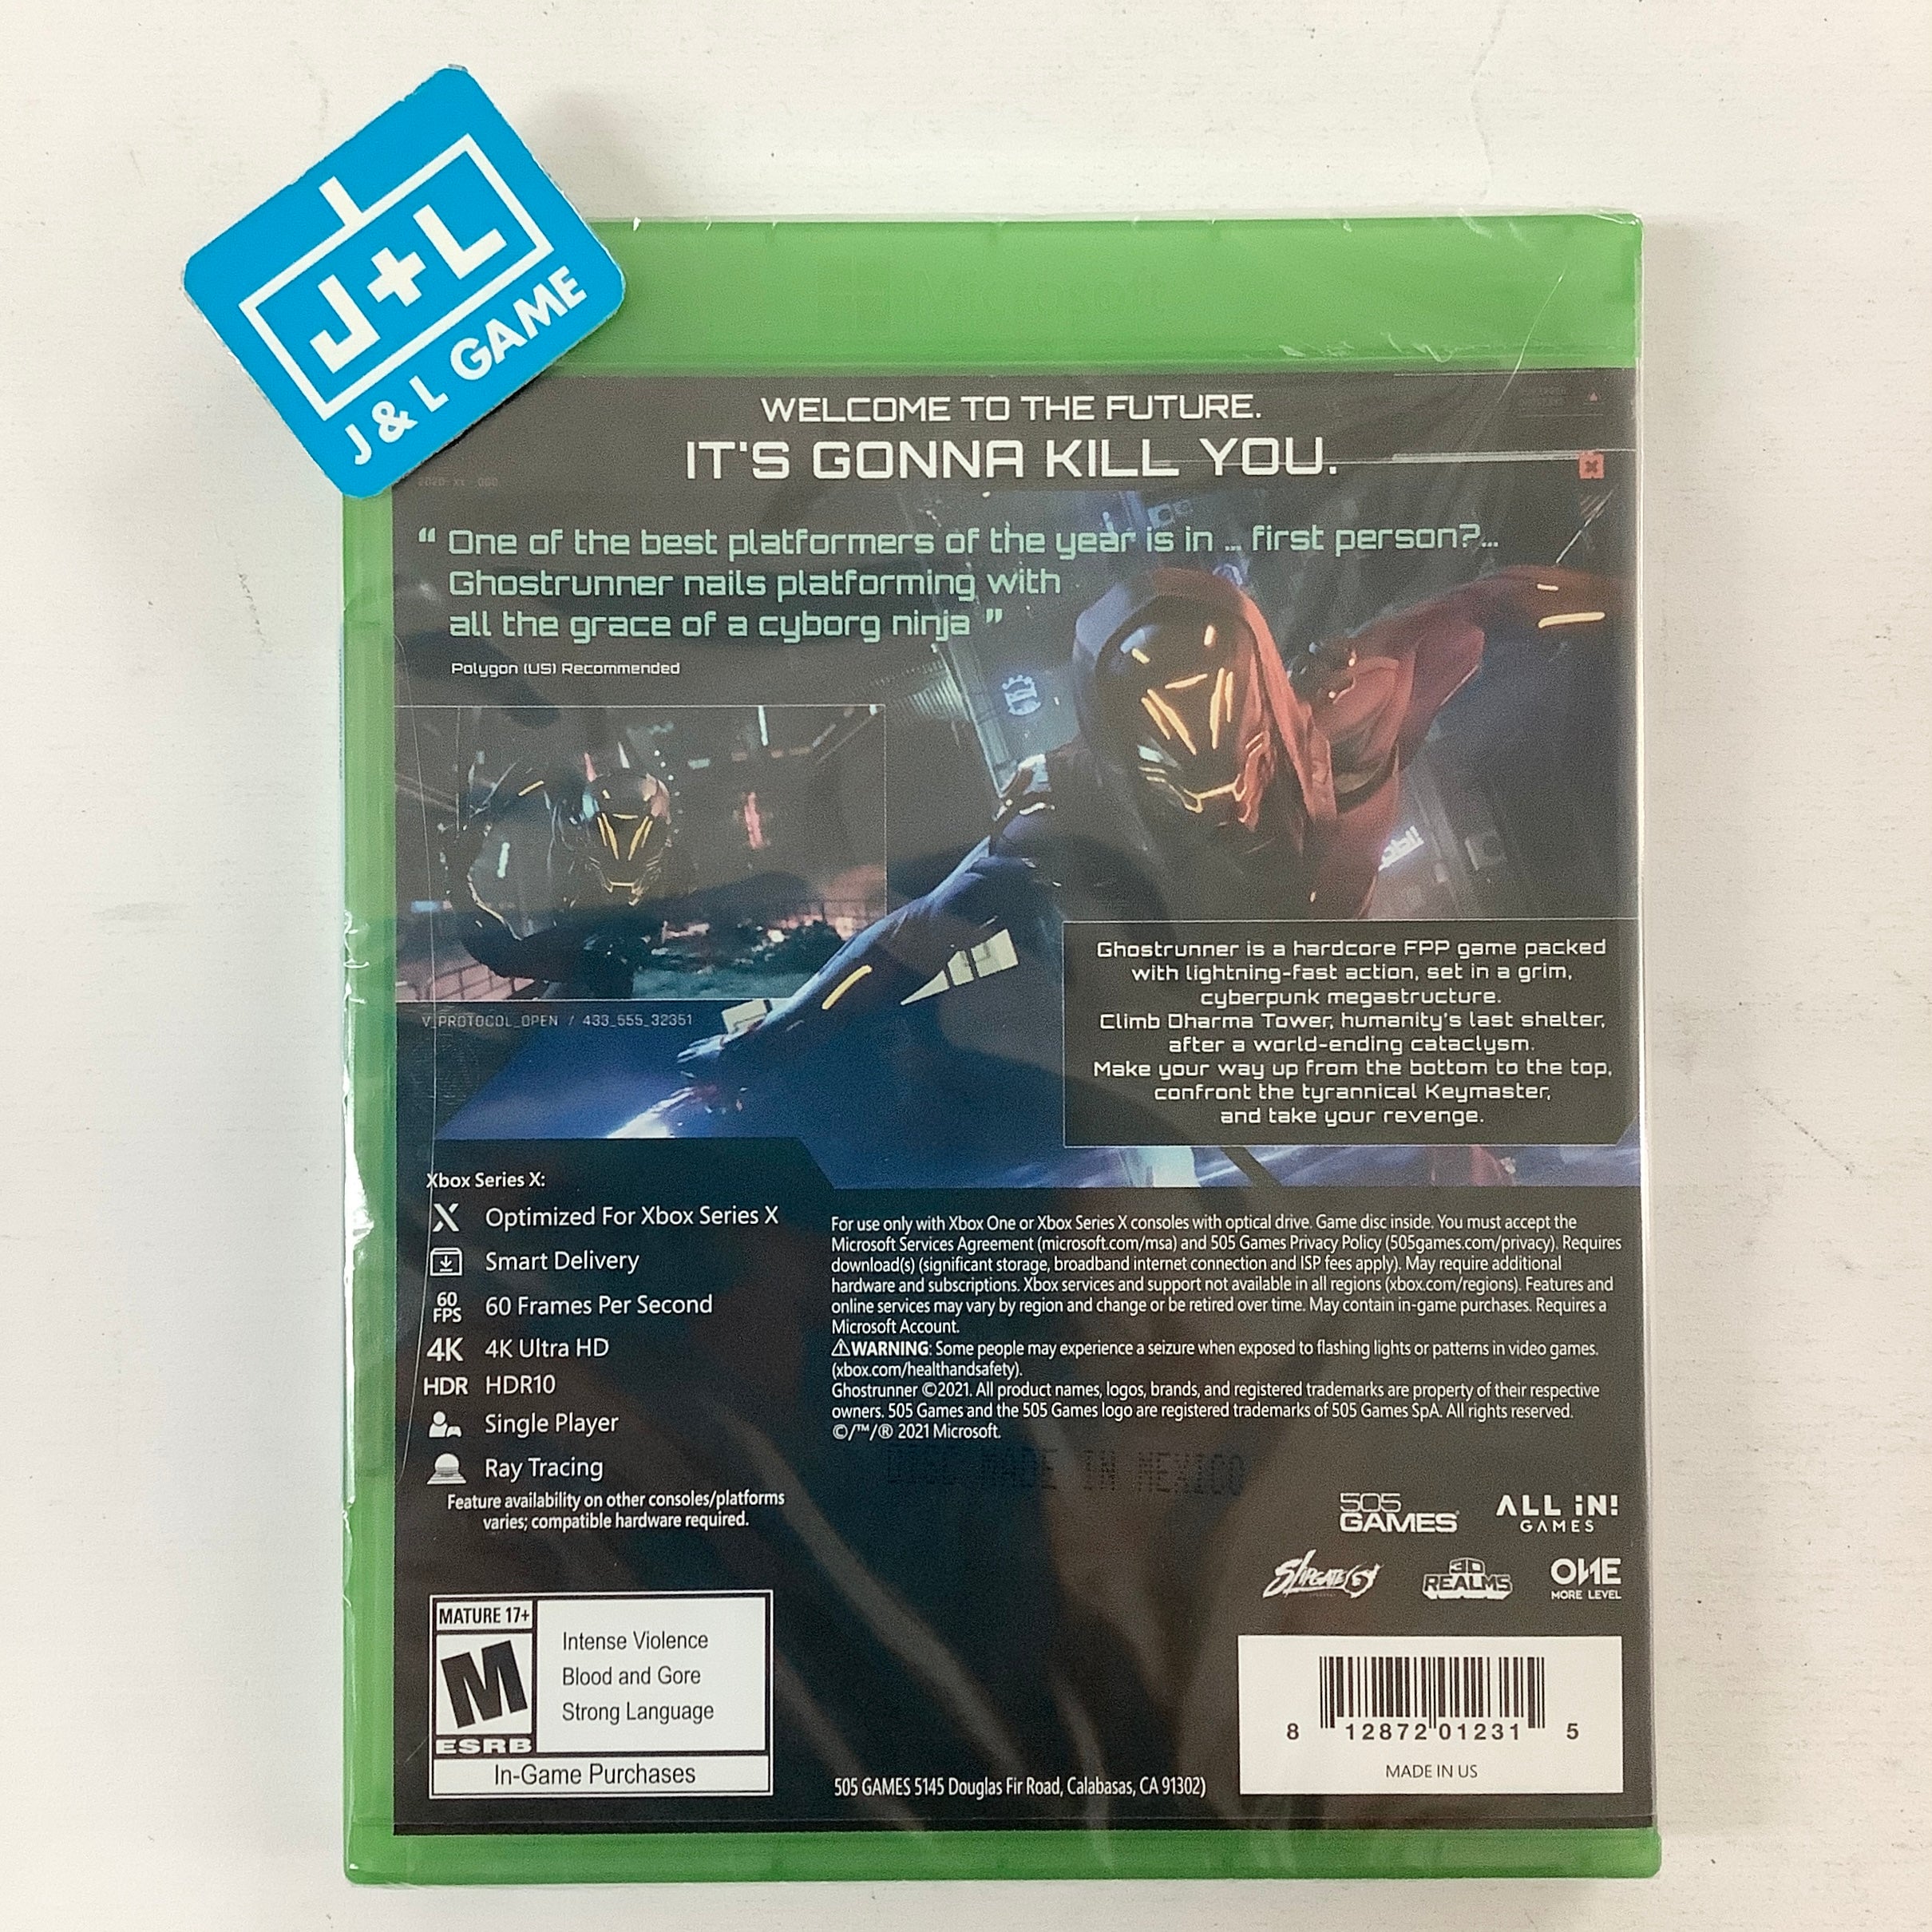 J+L
J & L GAME
WELCOME TO THE FUTURE.
IT'S GONNA KILL YOU.
“ One of the best platformers of the year is in ... first person?...
Ghostrunner nails platforming with
all the grace of a cyborg ninja ”
Polygon (US) Recommended
V_PROTOCOL_OPEN / 433_555_32351
Ghostrunner is a hardcore FPP game packed
with lightning-fast action, set in a grim,
cyberpunk megastructure.
Climb Dharma Tower, humanity's last shelter,
after a world-ending cataclysm.
Make your way up from the bottom to the top,
confront the tyrannical Keymaster,
and take your revenge.
Xbox Series X:
X Optimized For Xbox Series X
Smart Delivery
60 FPS 60 Frames Per Second
4K 4K Ultra HD
HDR HDR10
Single Player
Ray Tracing
Feature availability on other consoles/platforms
varies; compatible hardware required.
For use only with Xbox One or Xbox Series X consoles with optical drive. Game disc inside. You must accept the
Microsoft Services Agreement (microsoft.com/msa) and 505 Games Privacy Policy (505games.com/privacy). Requires
download(s) (significant storage, broadband internet connection and ISP fees apply). May require additional
hardware and subscriptions. Xbox services and support not available in all regions (xbox.com/regions). Features and
online services may vary by region and change or be retired over time. May contain in-game purchases. Requires a
Microsoft Account.
⚠WARNING: Some people may experience a seizure when exposed to flashing lights or patterns in video games.
(xbox.com/healthandsafety).
Ghostrunner ©2021. All product names, logos, brands, and registered trademarks are property of their respective
owners. 505 Games and the 505 Games logo are registered trademarks of 505 Games SpA. All rights reserved.
©/™/® 2021 Microsoft.
DISC MADE IN MEXICO
505 GAMES
ALL iN! GAMES
SLIPGATE
3D REALMS
ONE MORE LEVEL
MATURE 17+
M
ESRB
Intense Violence
Blood and Gore
Strong Language
In-Game Purchases
505 GAMES 5145 Douglas Fir Road, Calabasas, CA 91302)
8 12872 01231 5
MADE IN US